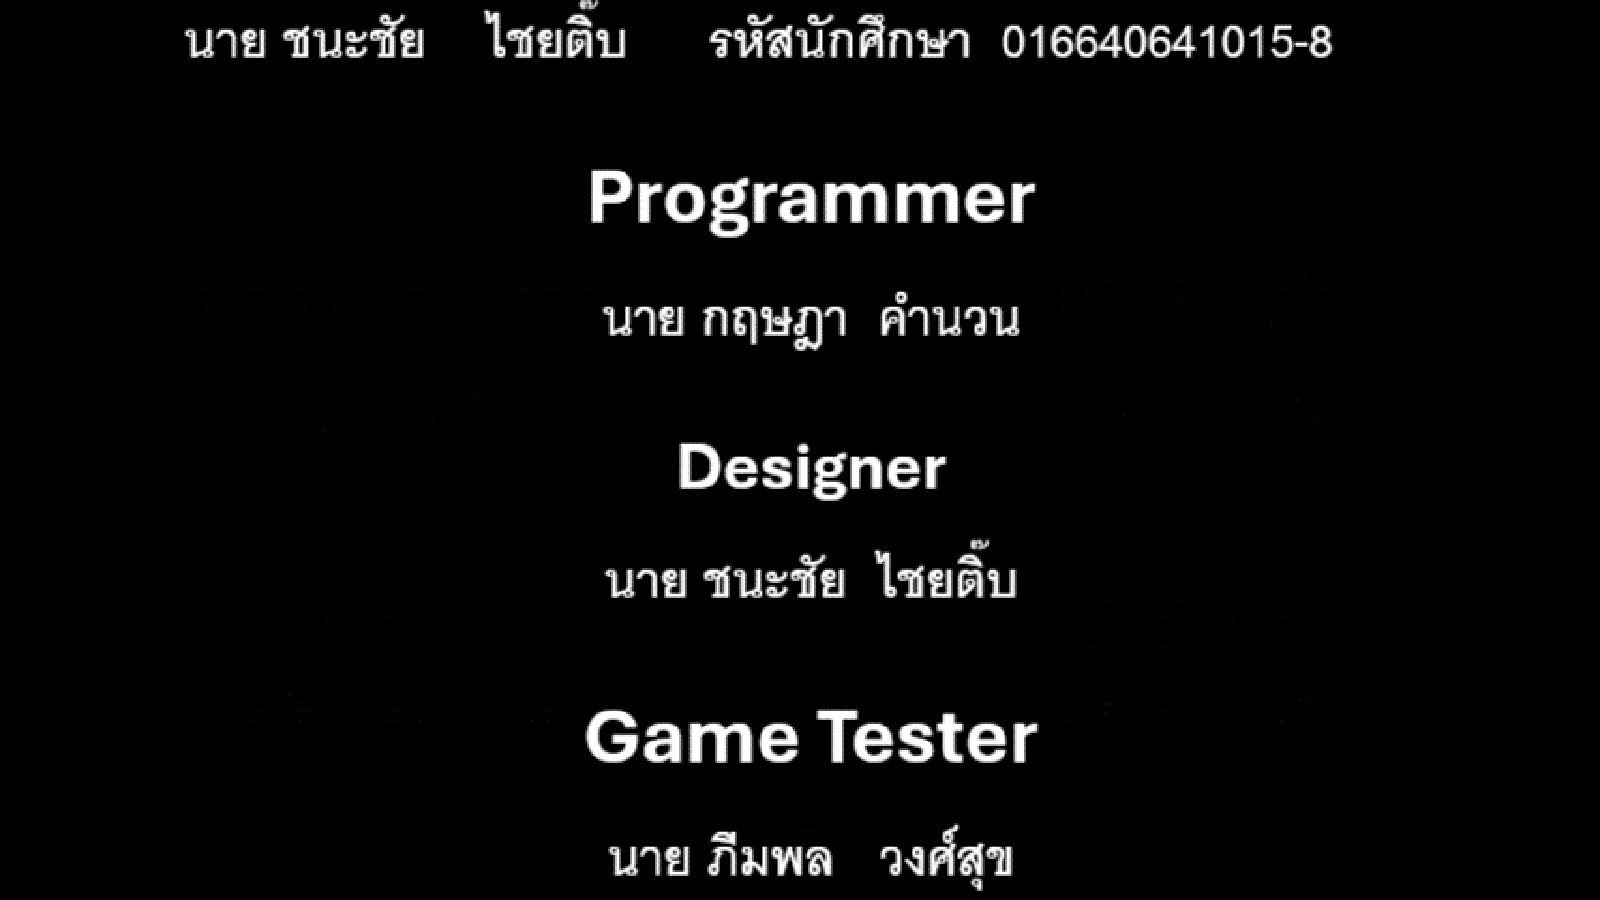 นาย ชนะชัย ไชยติ๊บ รหัสนักศึกษา 016640641015-8
Programmer
นาย กฤษฎา คำนวน
Designer
นาย ชนะชัย ไชยติ๊บ
Game Tester
นาย ภีมพล วงศ์สุข